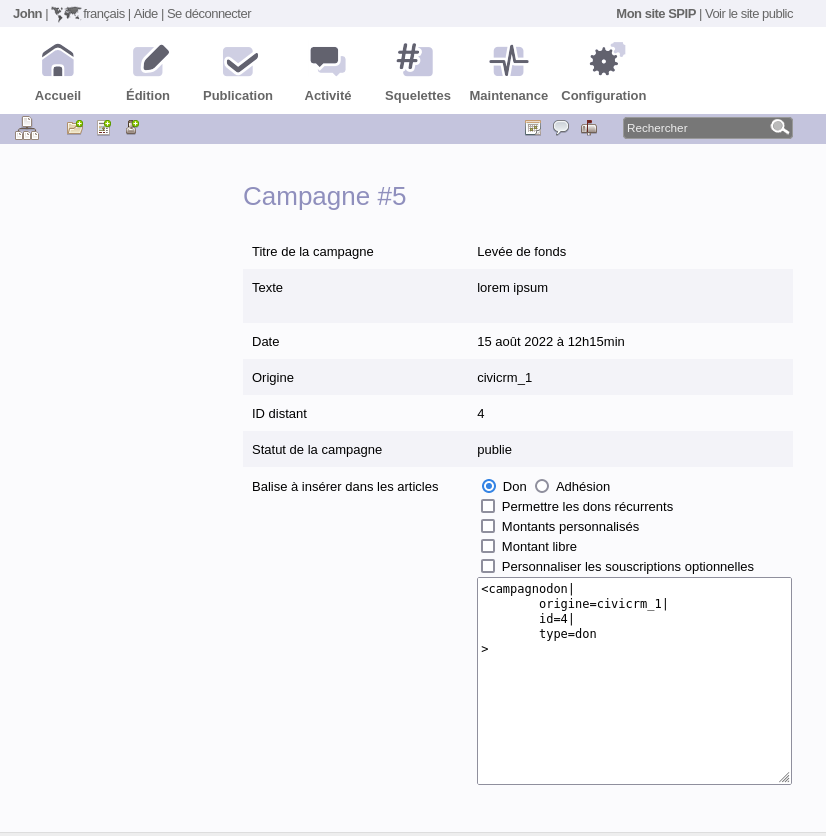 John | français | Aide | Se déconnecter
Mon site SPIP | Voir le site public
Accueil
Édition
Publication
Activité
Squelettes
Maintenance
Configuration
Rechercher
Campagne #5
Titre de la campagne
Levée de fonds
Texte
lorem ipsum
Date
15 août 2022 à 12h15min
Origine
civicrm_1
ID distant
4
Statut de la campagne
publie
Balise à insérer dans les articles
Don
Adhésion
Permettre les dons récurrents
Montants personnalisés
Montant libre
Personnaliser les souscriptions optionnelles
<campagnodon|
origine=civicrm_1|
id=4|
type=don
>